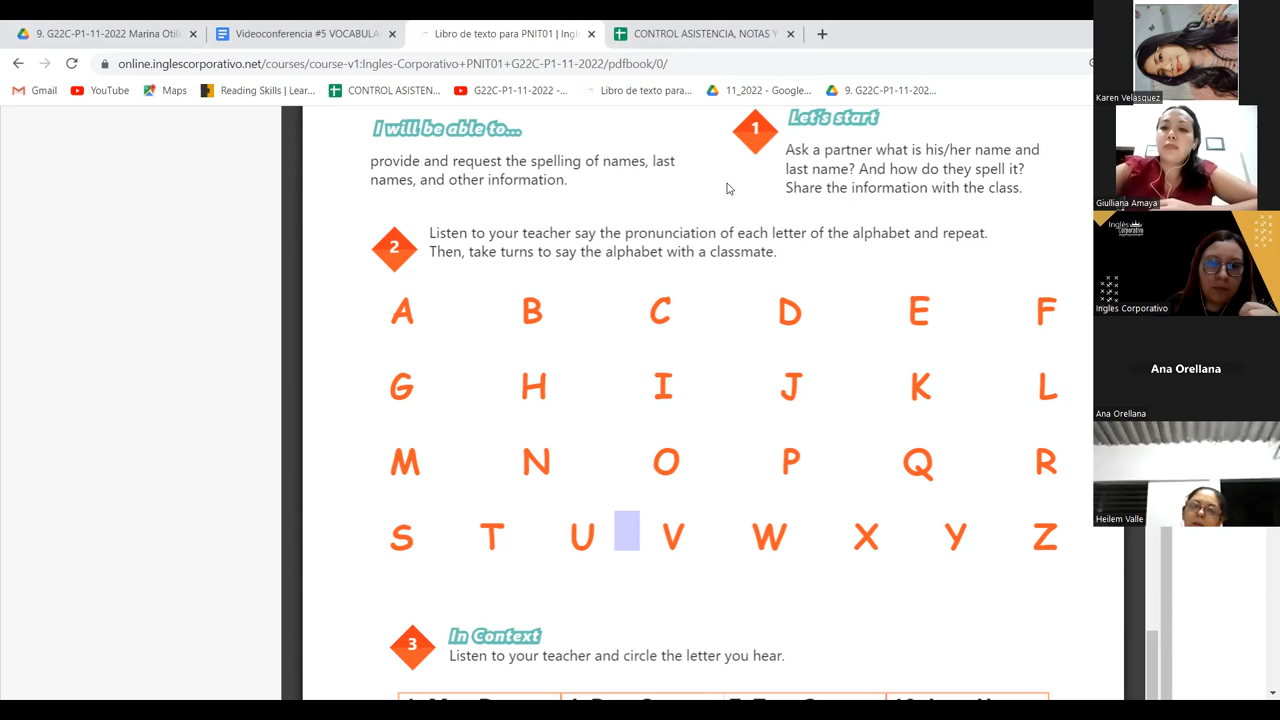 9. G22C-P1-11-2022 Marina Otili
Videoconferencia #5 VOCABULA
Libro de texto para PNIT01 | Ingl
CONTROL ASISTENCIA, NOTAS Y
online.inglescorporativo.net/courses/course-v1:Ingles-Corporativo+PNIT01+G22C-P1-11-2022/pdfbook/0/
Gmail
YouTube
Maps
Reading Skills | Lear...
CONTROL ASISTEN...
G22C-P1-11-2022 -...
Libro de texto para...
11_2022 - Google...
9. G22C-P1-11-202...
I will be able to...
provide and request the spelling of names, last
names, and other information.
1
Let's start
Ask a partner what is his/her name and
last name? And how do they spell it?
Share the information with the class.
2
Listen to your teacher say the pronunciation of each letter of the alphabet and repeat.
Then, take turns to say the alphabet with a classmate.
A B C D E F
G H I J K L
M N O P Q R
S T U V W X Y Z
3
In Context
Listen to your teacher and circle the letter you hear.
Karen Velasquez
Giulliana Amaya
Inglés
Corporativo
Ingles Corporativo
Ana Orellana
Ana Orellana
Heilem Valle